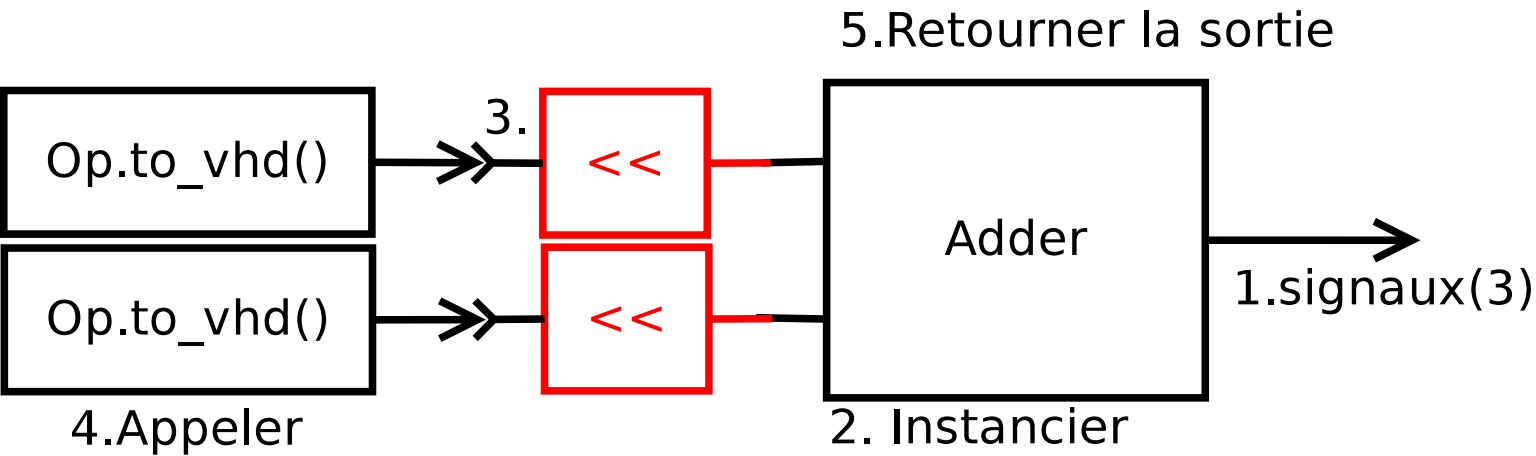 5.Retourner la sortie
3.
Op.to_vhd()
<<
Adder
1.signaux(3)
Op.to_vhd()
<<
4.Appeler
2. Instancier